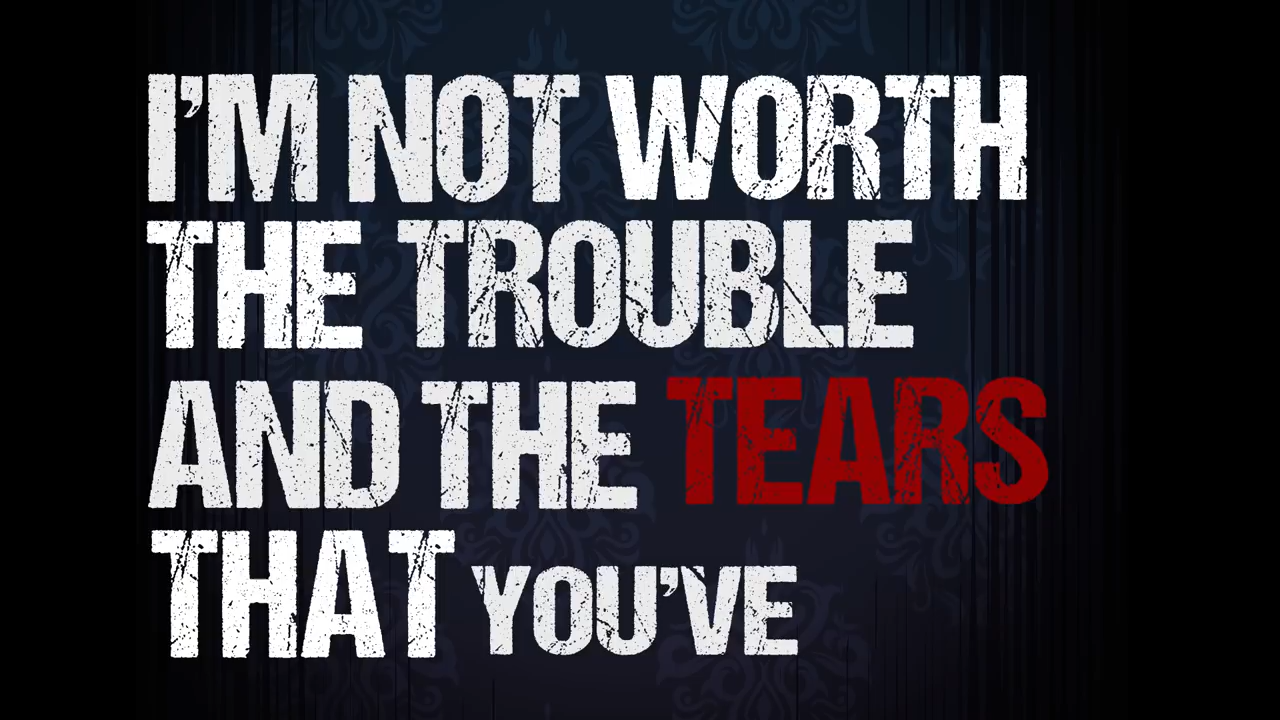 I'M NOT WORTH
THE TROUBLE
AND THE TEARS
THAT YOU'VE